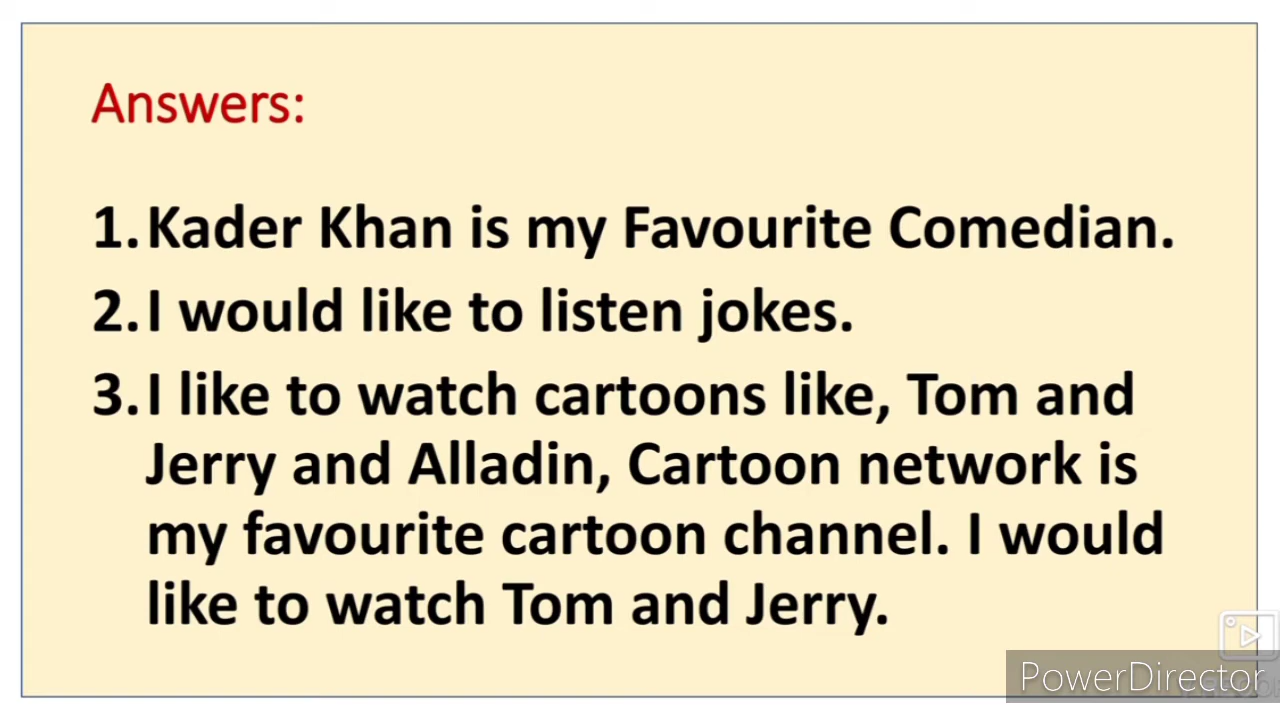 Answers:
1. Kader Khan is my Favourite Comedian.
2. I would like to listen jokes.
3. I like to watch cartoons like, Tom and
Jerry and Alladin, Cartoon network is
my favourite cartoon channel. I would
like to watch Tom and Jerry.
PowerDirector